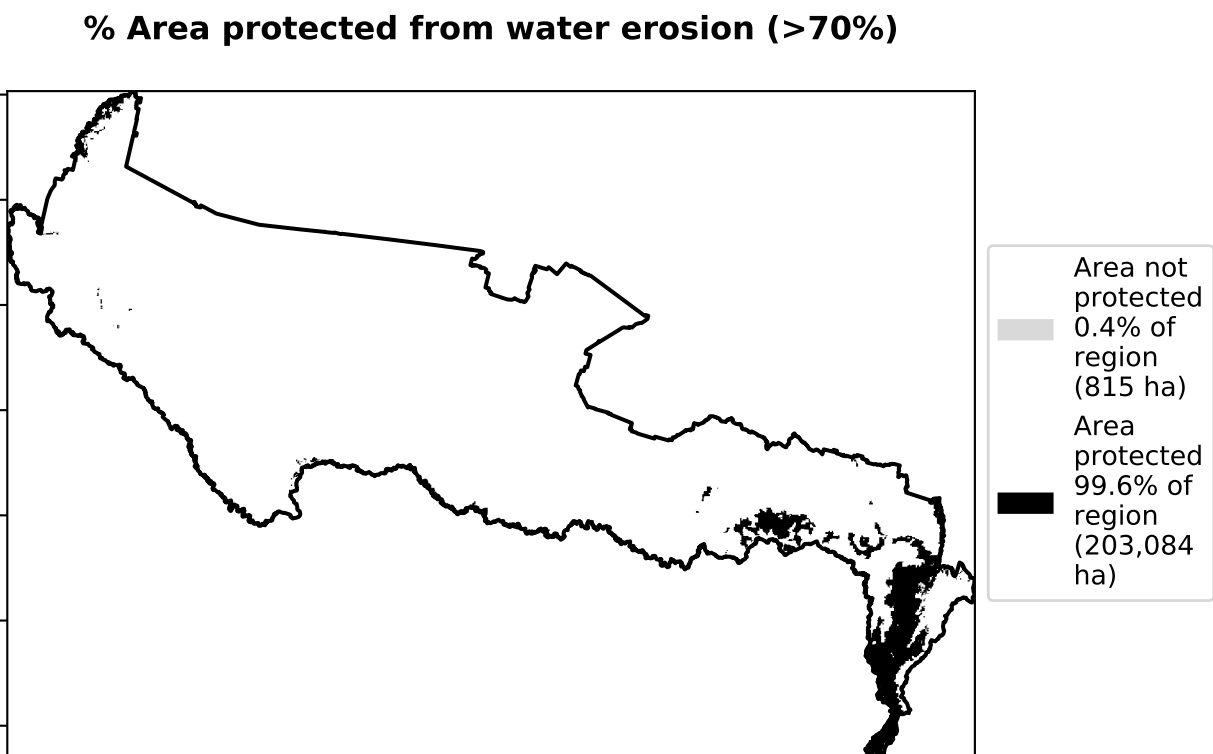 % Area protected from water erosion (>70%)
Area not
protected
0.4% of
region
(815 ha)
Area
protected
99.6% of
region
(203,084
ha)